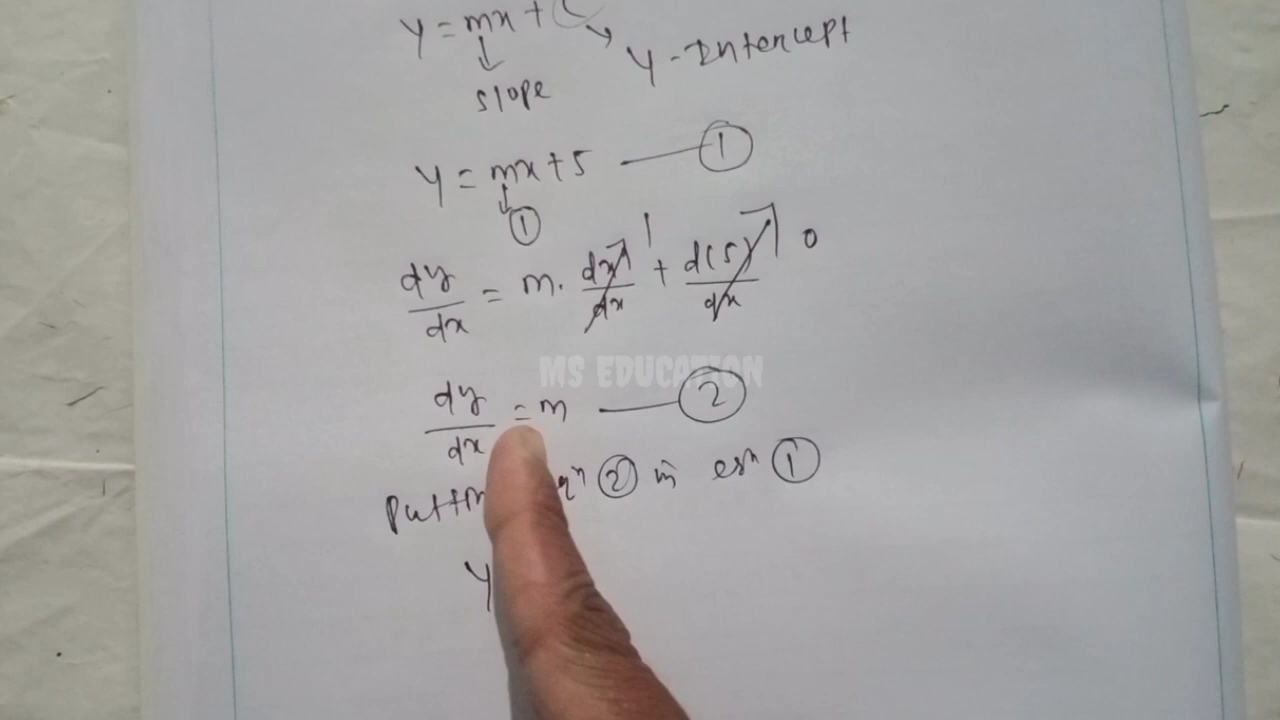 y = mx + C
slope
y-Intercept
y = mx + 5 — ①
①
dy/dx = m. dx/dx 1 + d(5)/dx 0
dy/dx = m — ②
MS EDUCATION
② in eqn ①
y